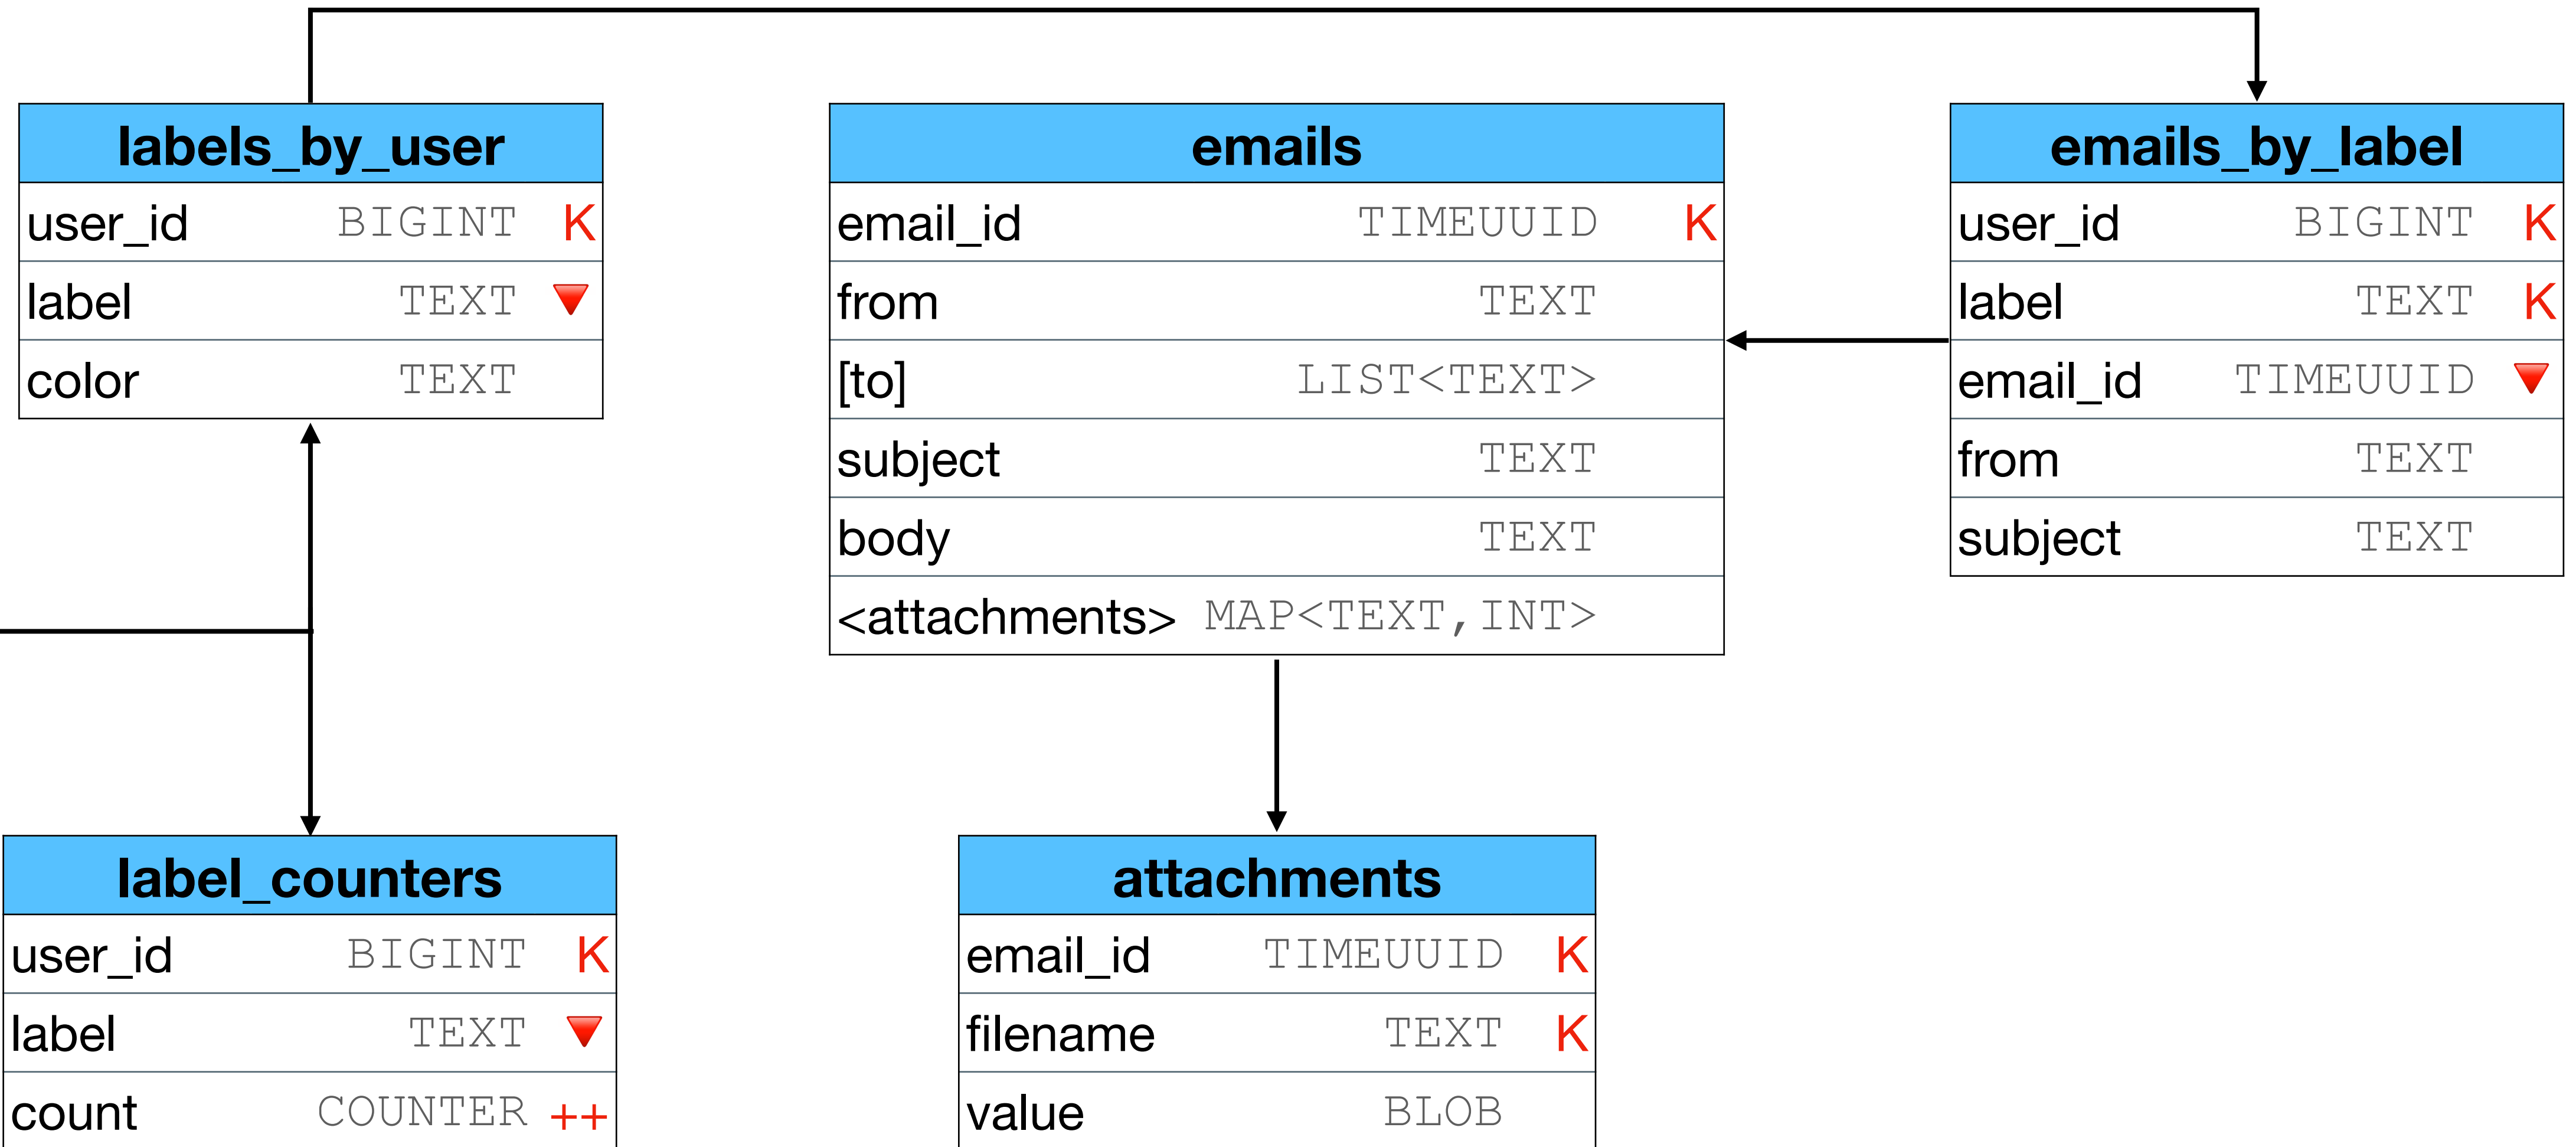 labels_by_user
user_id BIGINT K
label TEXT
color TEXT
emails
email_id TIMEUUID K
from TEXT
[to] LIST<TEXT>
subject TEXT
body TEXT
<attachments> MAP<TEXT,INT>
emails_by_label
user_id BIGINT K
label TEXT K
email_id TIMEUUID
from TEXT
subject TEXT
label_counters
user_id BIGINT K
label TEXT
count COUNTER ++
attachments
email_id TIMEUUID K
filename TEXT K
value BLOB